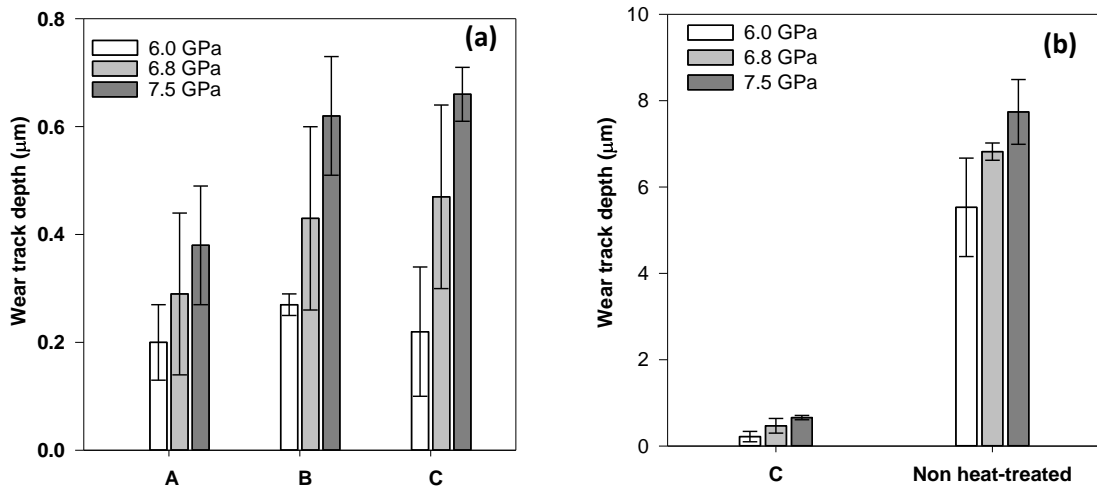 (a)
6.0 GPa
6.8 GPa
7.5 GPa
Wear track depth (μm)
0.8
0.6
0.4
0.2
0.0
A B C
(b)
6.0 GPa
6.8 GPa
7.5 GPa
Wear track depth (μm)
10
8
6
4
2
0
C Non heat-treated